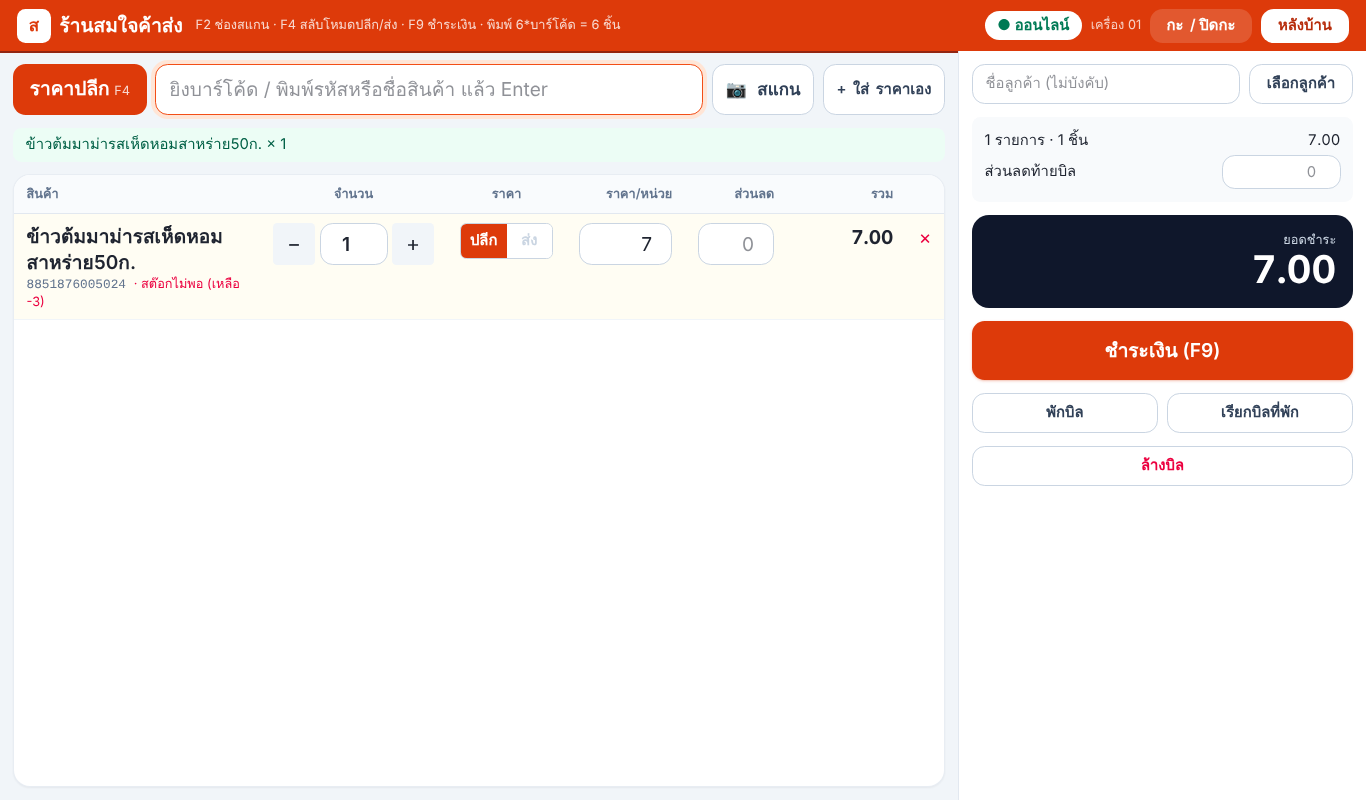 ส ร้านสมใจค้าส่ง F2 ช่องสแกน · F4 สลับโหมดปลีก/ส่ง · F9 ชำระเงิน · พิมพ์ 6*บาร์โค้ด = 6 ชิ้น ออนไลน์ เครื่อง 01 กะ / ปิดกะ หลังบ้าน
ราคาปลีก F4 ยิงบาร์โค้ด / พิมพ์รหัสหรือชื่อสินค้า แล้ว Enter สแกน + ใส่ ราคาเอง
ข้าวต้มมาม่ารสเห็ดหอมสาหร่าย50ก. × 1
สินค้า จำนวน ราคา ราคา/หน่วย ส่วนลด รวม
ข้าวต้มมาม่ารสเห็ดหอม
สาหร่าย50ก.
8851876005024 · สต๊อกไม่พอ (เหลือ
-3)
− 1 + ปลีก ส่ง 7 0 7.00 ✕
ชื่อลูกค้า (ไม่บังคับ) เลือกลูกค้า
1 รายการ · 1 ชิ้น 7.00
ส่วนลดท้ายบิล 0
ยอดชำระ
7.00
ชำระเงิน (F9)
พักบิล เรียกบิลที่พัก
ล้างบิล